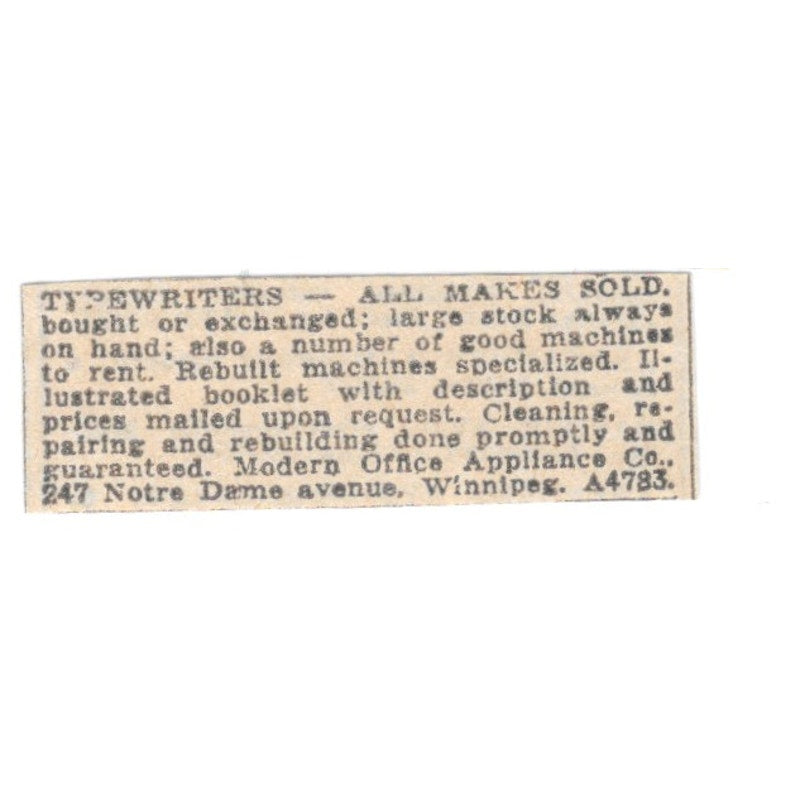 TYPEWRITERS — ALL MAKES SOLD,
bought or exchanged; large stock always
on hand; also a number of good machines
to rent. Rebuilt machines specialized. Il-
lustrated booklet with description and
prices mailed upon request. Cleaning, re-
pairing and rebuilding done promptly and
guaranteed. Modern Office Appliance Co.,
247 Notre Dame avenue, Winnipeg. A4783.